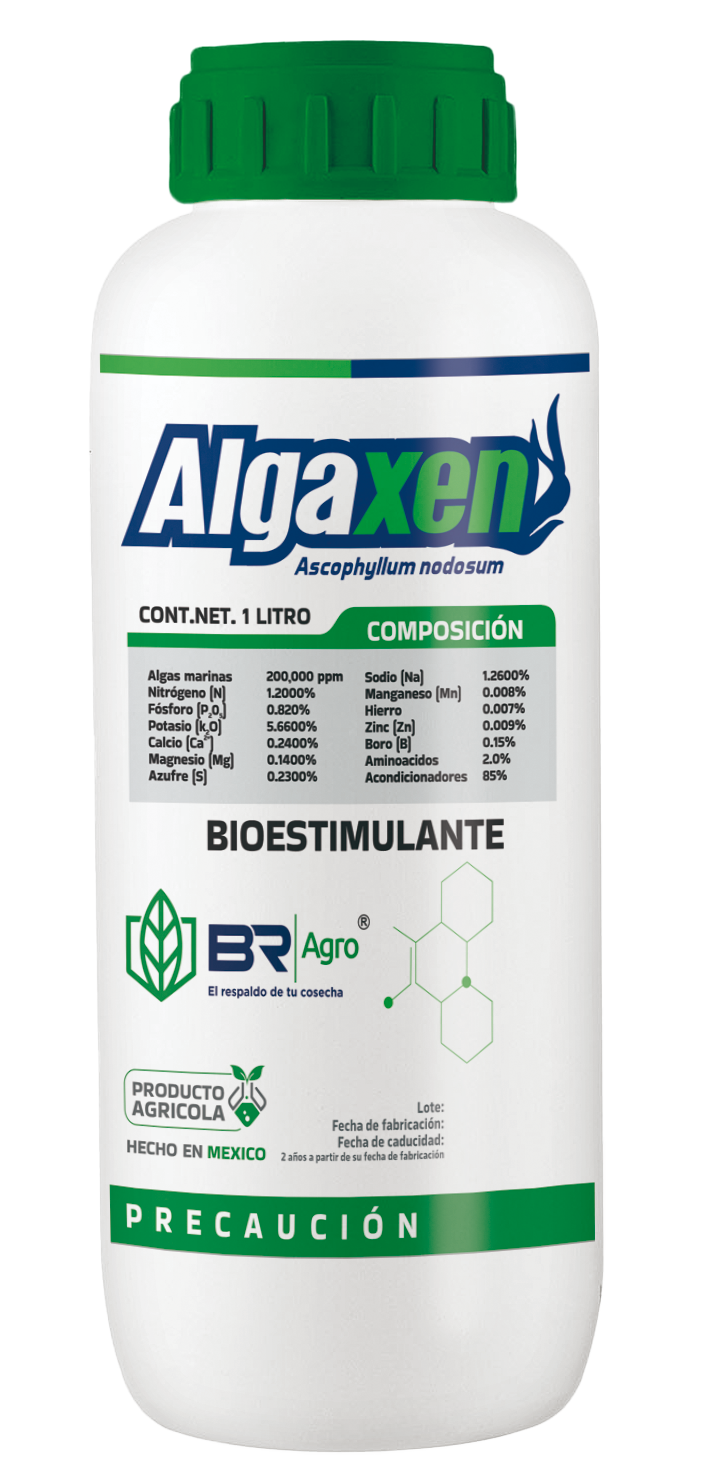 Algaxen
Ascophyllum nodosum
CONT.NET. 1 LITRO
COMPOSICIÓN
Algas marinas 200,000 ppm
Nitrógeno (N) 1.2000%
Fósforo (P₂O₅) 0.820%
Potasio (k₂O) 5.6600%
Calcio (Ca²⁺) 0.2400%
Magnesio (Mg) 0.1400%
Azufre (S) 0.2300%
Sodio (Na) 1.2600%
Manganeso (Mn) 0.008%
Hierro 0.007%
Zinc (Zn) 0.009%
Boro (B) 0.15%
Aminoacidos 2.0%
Acondicionadores 85%
BIOESTIMULANTE
BR Agro®
El respaldo de tu cosecha
PRODUCTO
AGRICOLA
HECHO EN MEXICO
Lote:
Fecha de fabricación:
Fecha de caducidad:
2 años a partir de su fecha de fabricación
PRECAUCIÓN